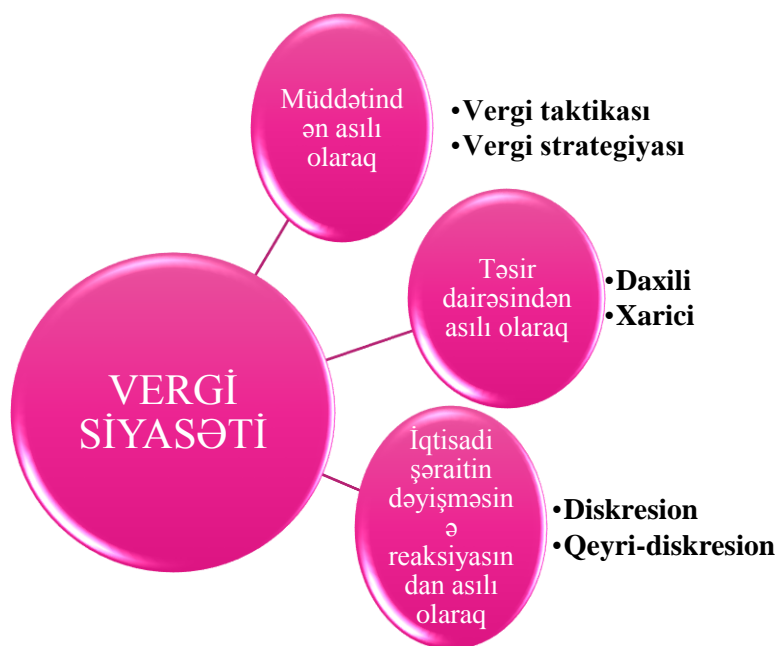 Müddətind
ən asılı
olaraq
•Vergi taktikası
•Vergi strategiyası
Təsir
dairəsindən
asılı olaraq
•Daxili
•Xarici
VERGİ
SİYASƏTİ
İqtisadi
şəraitin
dəyişməsin
ə
reaksiyasın
dan asılı
olaraq
•Diskresion
•Qeyri-diskresion